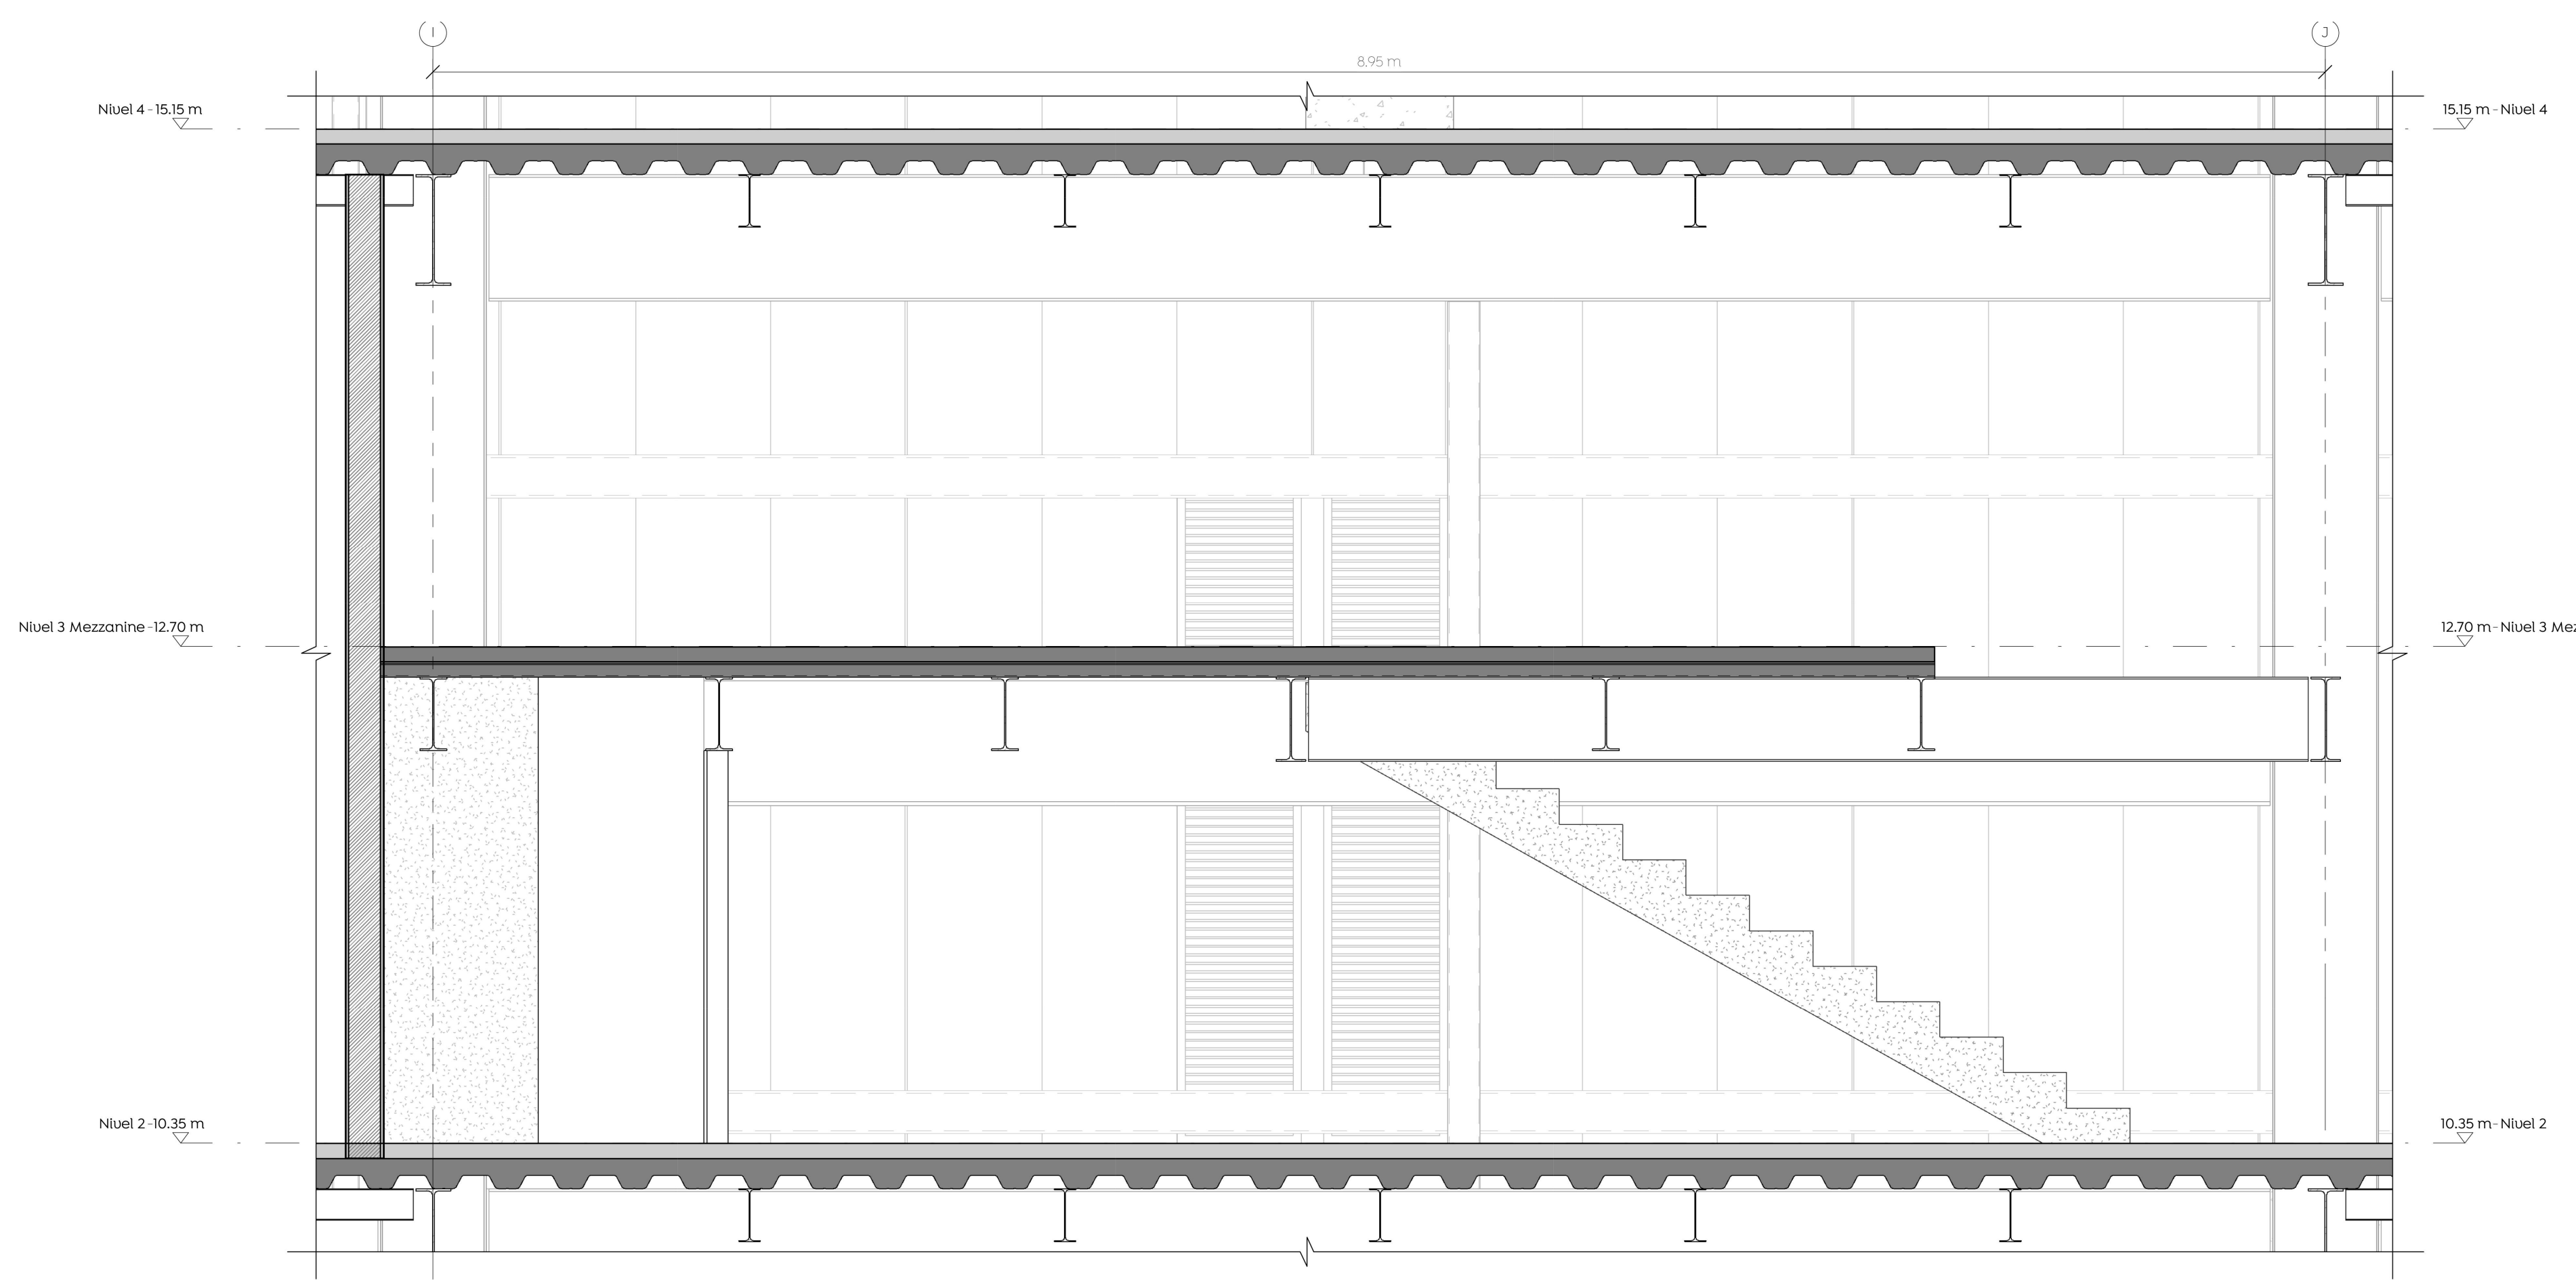 I
J
8.95 m
Nivel 4 - 15.15 m
15.15 m - Nivel 4
Nivel 3 Mezzanine - 12.70 m
12.70 m - Nivel 3 Mez
Nivel 2 - 10.35 m
10.35 m - Nivel 2